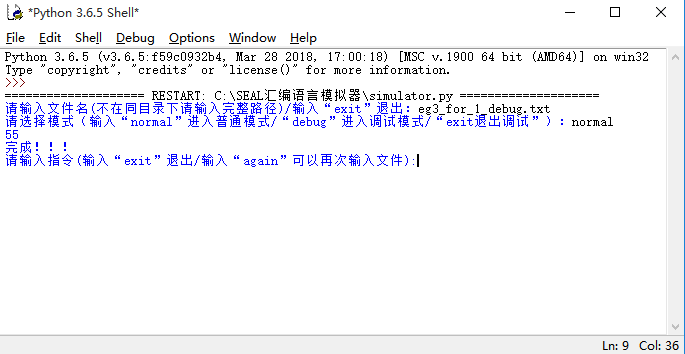 *Python 3.6.5 Shell*
File Edit Shell Debug Options Window Help
Python 3.6.5 (v3.6.5:f59c0932b4, Mar 28 2018, 17:00:18) [MSC v.1900 64 bit (AMD64)] on win32
Type "copyright", "credits" or "license()" for more information.
>>>
==================== RESTART: C:\SEAL汇编语言模拟器\simulator.py ====================
请输入文件名(不在同目录下请输入完整路径)/输入“exit”退出：eg3_for_1_debug.txt
请选择模式（输入“normal”进入普通模式/“debug”进入调试模式/“exit退出调试”）：normal
55
完成！！！
请输入指令(输入“exit”退出/输入“again”可以再次输入文件):
Ln: 9 Col: 36